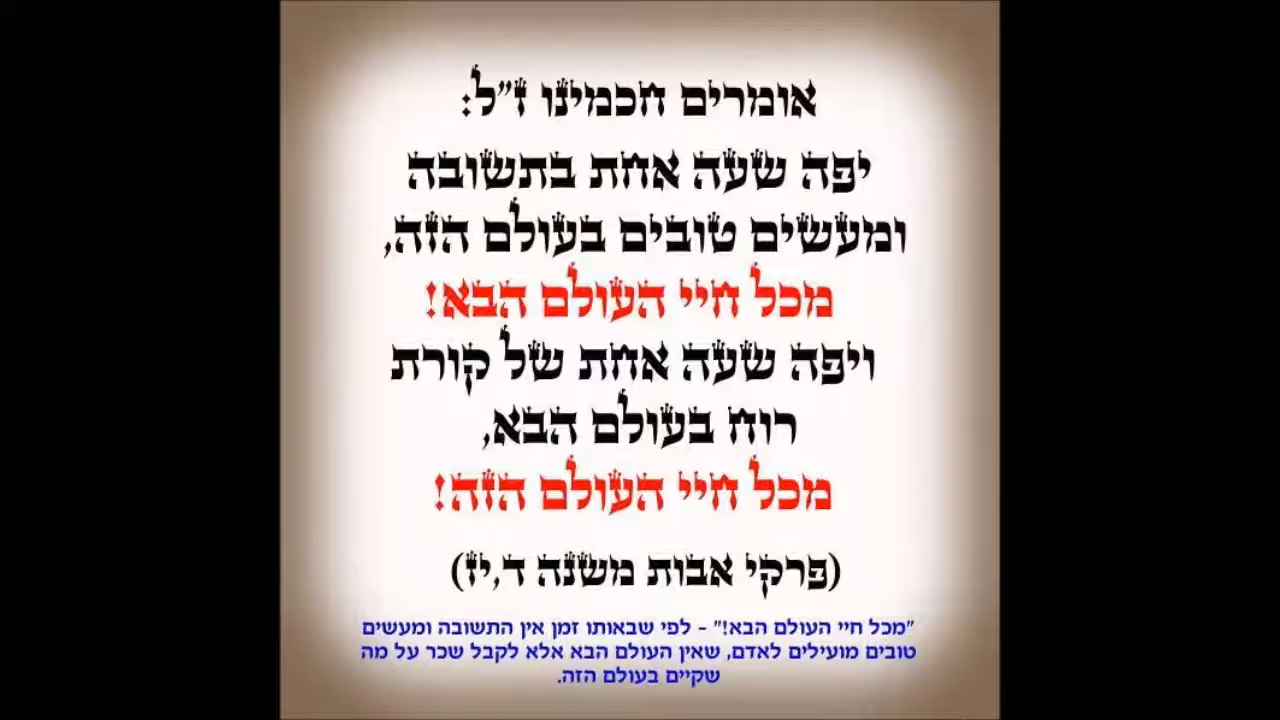 אומרים חכמינו ז"ל:
יפה שעה אחת בתשובה
ומעשים טובים בעולם הזה,
מכל חיי העולם הבא!
ויפה שעה אחת של קורת
רוח בעולם הבא,
מכל חיי העולם הזה!
(פרקי אבות משנה ד,יז)
"מכל חיי העולם הבא!" - לפי שבאותו זמן אין התשובה ומעשים
טובים מועילים לאדם, שאין העולם הבא אלא לקבל שכר על מה
שקיים בעולם הזה.